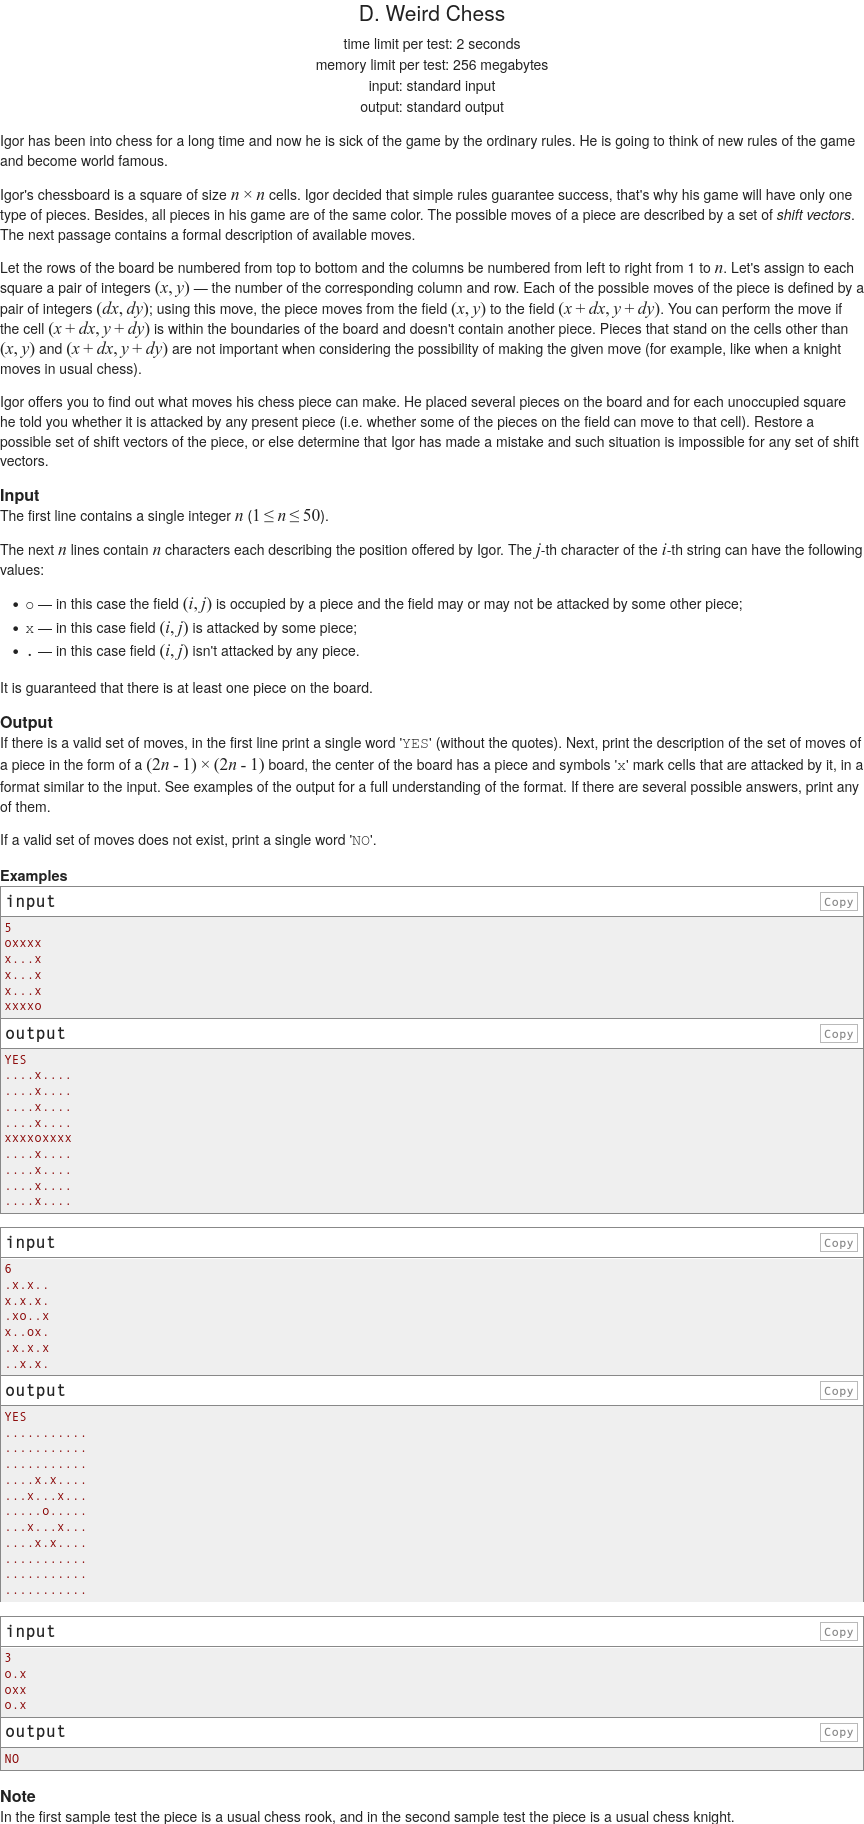 D. Weird Chess
time limit per test: 2 seconds
memory limit per test: 256 megabytes
input: standard input
output: standard output
Igor has been into chess for a long time and now he is sick of the game by the ordinary rules. He is going to think of new rules of the game
and become world famous.
Igor's chessboard is a square of size n × n cells. Igor decided that simple rules guarantee success, that's why his game will have only one
type of pieces. Besides, all pieces in his game are of the same color. The possible moves of a piece are described by a set of shift vectors.
The next passage contains a formal description of available moves.
Let the rows of the board be numbered from top to bottom and the columns be numbered from left to right from 1 to n. Let's assign to each
square a pair of integers (x, y) — the number of the corresponding column and row. Each of the possible moves of the piece is defined by a
pair of integers (dx, dy); using this move, the piece moves from the field (x, y) to the field (x + dx, y + dy). You can perform the move if
the cell (x + dx, y + dy) is within the boundaries of the board and doesn't contain another piece. Pieces that stand on the cells other than
(x, y) and (x + dx, y + dy) are not important when considering the possibility of making the given move (for example, like when a knight
moves in usual chess).
Igor offers you to find out what moves his chess piece can make. He placed several pieces on the board and for each unoccupied square
he told you whether it is attacked by any present piece (i.e. whether some of the pieces on the field can move to that cell). Restore a
possible set of shift vectors of the piece, or else determine that Igor has made a mistake and such situation is impossible for any set of shift
vectors.
Input
The first line contains a single integer n (1 ≤ n ≤ 50).
The next n lines contain n characters each describing the position offered by Igor. The j-th character of the i-th string can have the following
values:
• o — in this case the field (i, j) is occupied by a piece and the field may or may not be attacked by some other piece;
• x — in this case field (i, j) is attacked by some piece;
• . — in this case field (i, j) isn't attacked by any piece.
It is guaranteed that there is at least one piece on the board.
Output
If there is a valid set of moves, in the first line print a single word 'YES' (without the quotes). Next, print the description of the set of moves of
a piece in the form of a (2n - 1) × (2n - 1) board, the center of the board has a piece and symbols 'x' mark cells that are attacked by it, in a
format similar to the input. See examples of the output for a full understanding of the format. If there are several possible answers, print any
of them.
If a valid set of moves does not exist, print a single word 'NO'.
Examples
input Copy
5
oxxxx
x...x
x...x
x...x
xxxxo
output Copy
YES
....x....
....x....
....x....
....x....
xxxxoxxxx
....x....
....x....
....x....
....x....
input Copy
6
.x.x..
x.x.x.
.xo..x
x..ox.
.x.x.x
..x.x.
output Copy
YES
...........
...........
...........
....x.x....
...x...x...
.....o.....
...x...x...
....x.x....
...........
...........
...........
input Copy
3
o.x
oxx
o.x
output Copy
NO
Note
In the first sample test the piece is a usual chess rook, and in the second sample test the piece is a usual chess knight.